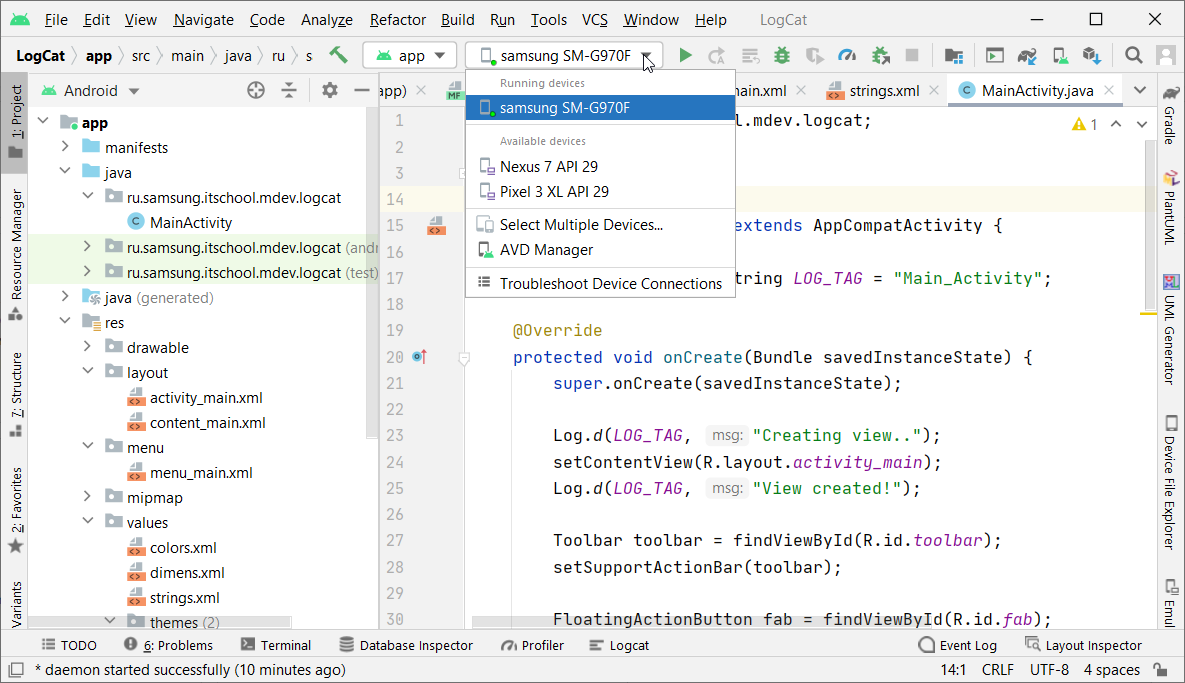 File Edit View Navigate Code Analyze Refactor Build Run Tools VCS Window Help LogCat
LogCat app src main java ru s app samsung SM-G970F
Android
app)
MF
main.xml
strings.xml
C MainActivity.java
1: Project
Resource Manager
7: Structure
2: Favorites
Variants
app
manifests
java
ru.samsung.itschool.mdev.logcat
C MainActivity
ru.samsung.itschool.mdev.logcat (andr
ru.samsung.itschool.mdev.logcat (test)
java (generated)
res
drawable
layout
activity_main.xml
content_main.xml
menu
menu_main.xml
mipmap
values
colors.xml
dimens.xml
strings.xml
themes (2)
Running devices
samsung SM-G970F
Available devices
Nexus 7 API 29
Pixel 3 XL API 29
Select Multiple Devices...
AVD Manager
Troubleshoot Device Connections
1 l.mdev.logcat;
1
2
3
14
15 extends AppCompatActivity {
16
17 tring LOG_TAG = "Main_Activity";
18
19 @Override
20 protected void onCreate(Bundle savedInstanceState) {
21 super.onCreate(savedInstanceState);
22
23 Log.d(LOG_TAG, msg: "Creating view..");
24 setContentView(R.layout.activity_main);
25 Log.d(LOG_TAG, msg: "View created!");
26
27 Toolbar toolbar = findViewById(R.id.toolbar);
28 setSupportActionBar(toolbar);
29
30 FloatingActionButton fab = findViewById(R.id.fab);
Gradle
PlantUML
UML Generator
Device File Explorer
Emul
TODO 6: Problems Terminal Database Inspector Profiler Logcat Event Log Layout Inspector
* daemon started successfully (10 minutes ago) 14:1 CRLF UTF-8 4 spaces